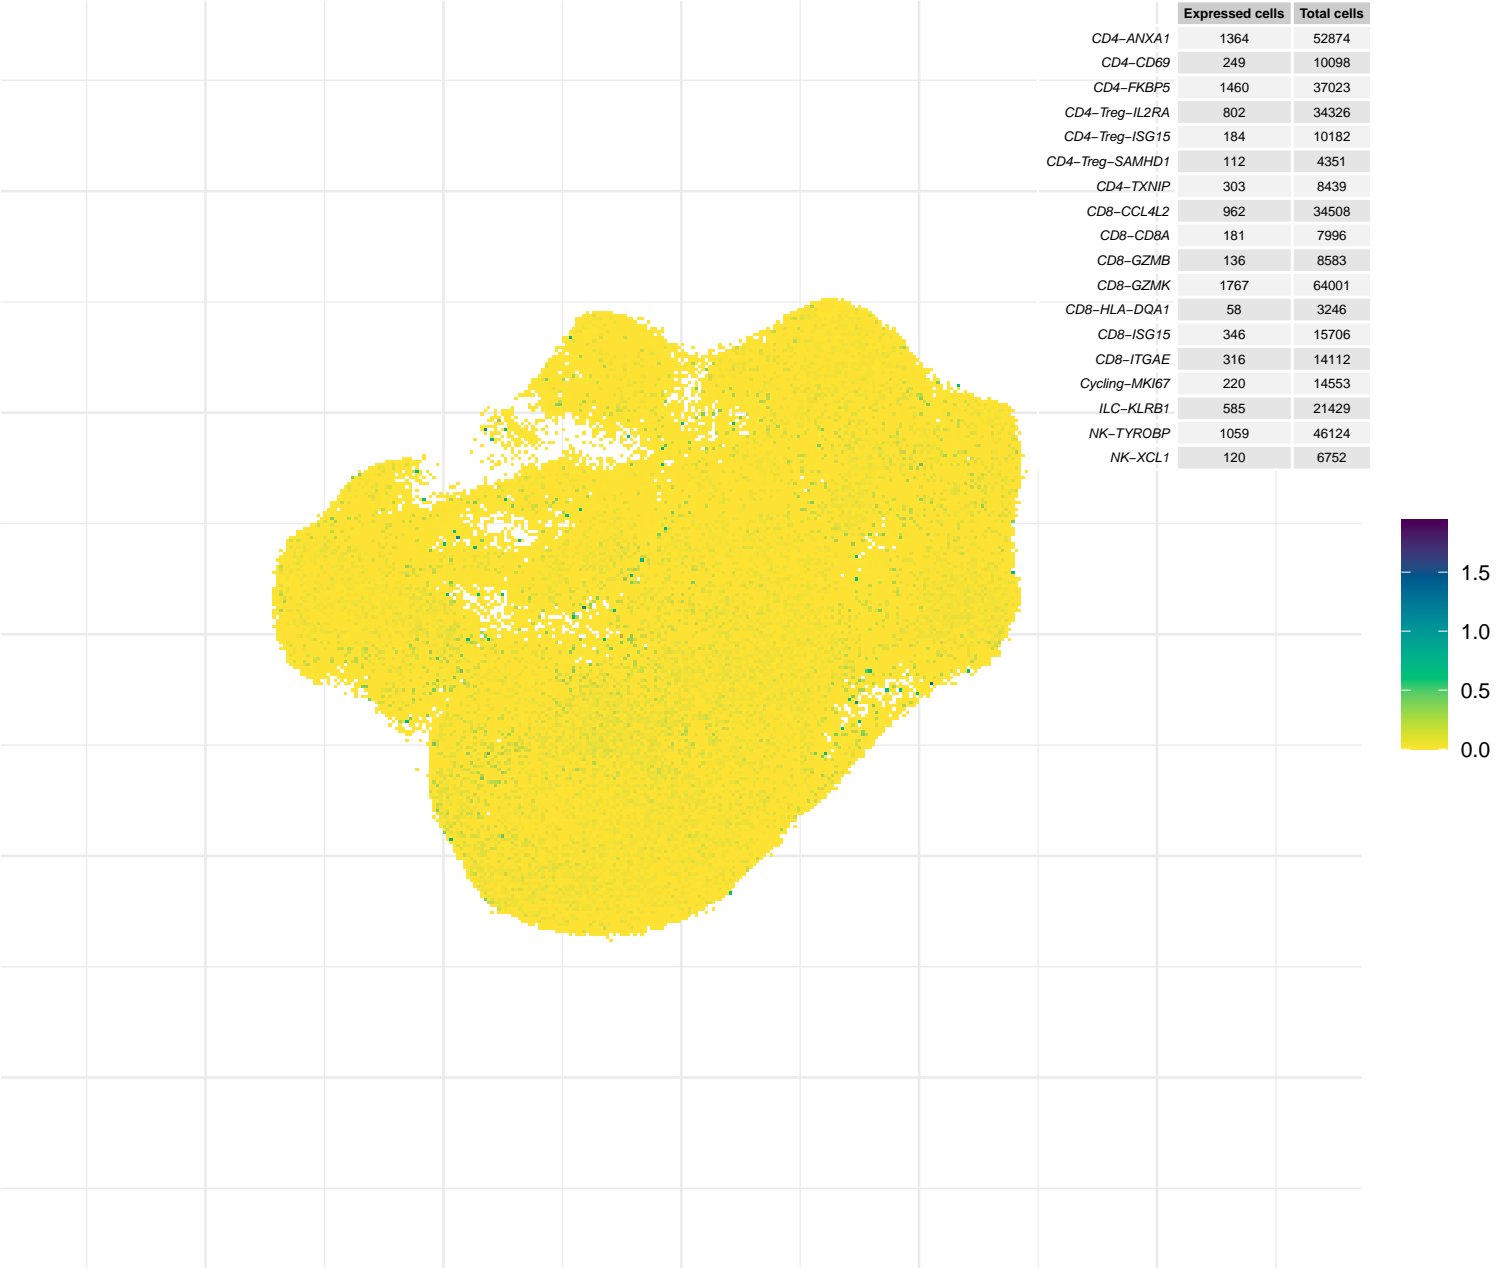 Expressed cells Total cells
CD4−ANXA1 1364 52874
CD4−CD69 249 10098
CD4−FKBP5 1460 37023
CD4−Treg−IL2RA 802 34326
CD4−Treg−ISG15 184 10182
CD4−Treg−SAMHD1 112 4351
CD4−TXNIP 303 8439
CD8−CCL4L2 962 34508
CD8−CD8A 181 7996
CD8−GZMB 136 8583
CD8−GZMK 1767 64001
CD8−HLA−DQA1 58 3246
CD8−ISG15 346 15706
CD8−ITGAE 316 14112
Cycling−MKI67 220 14553
ILC−KLRB1 585 21429
NK−TYROBP 1059 46124
NK−XCL1 120 6752
1.5
1.0
0.5
0.0